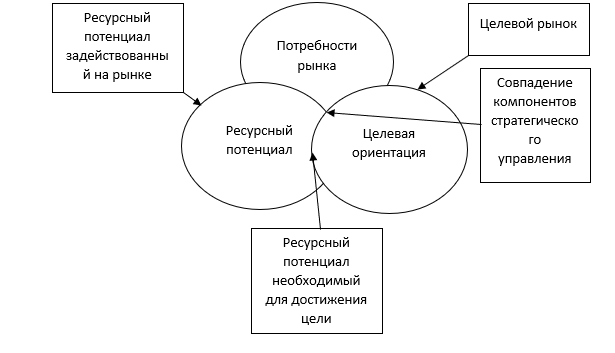 Ресурсный
потенциал
задействованны
й на рынке
Потребности
рынка
Целевой рынок
Совпадение
компонентов
стратегическо
го
управления
Ресурсный
потенциал
Целевая
ориентация
Ресурсный
потенциал
необходимый
для достижения
цели